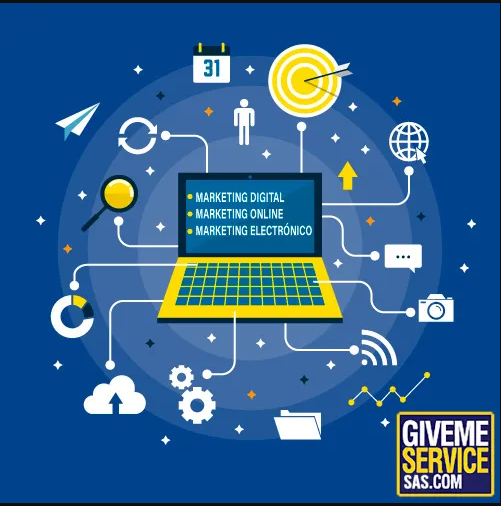 31
MARKETING DIGITAL
MARKETING ONLINE
MARKETING ELECTRÓNICO
GIVEME
SERVICE
SAS.COM